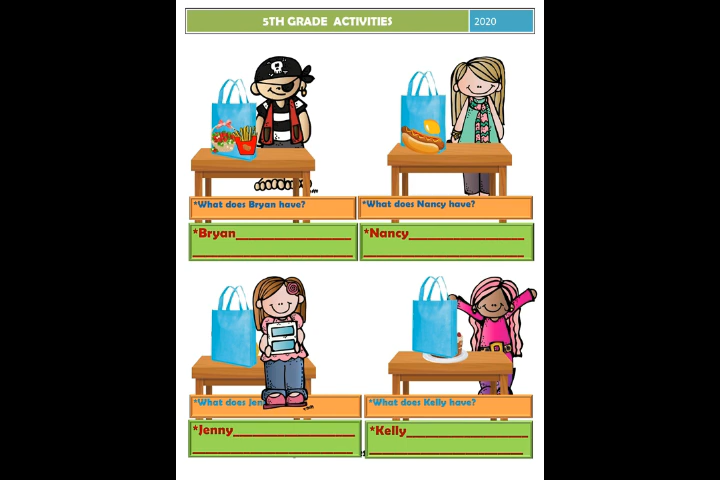 5TH GRADE ACTIVITIES
2020
*What does Bryan have?
*What does Nancy have?
*Bryan
*Nancy
*What does Jen
*What does Kelly have?
*Jenny
*Kelly